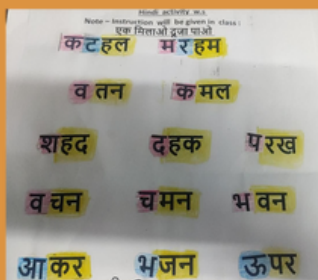 Hindi activity w.s.
Note – Instruction will be given in class :
एक मिलाओ दूजा पाओ
कटहल मरहम
वतन कमल
शहद दहक परख
वचन चमन भवन
आकर भजन ऊपर